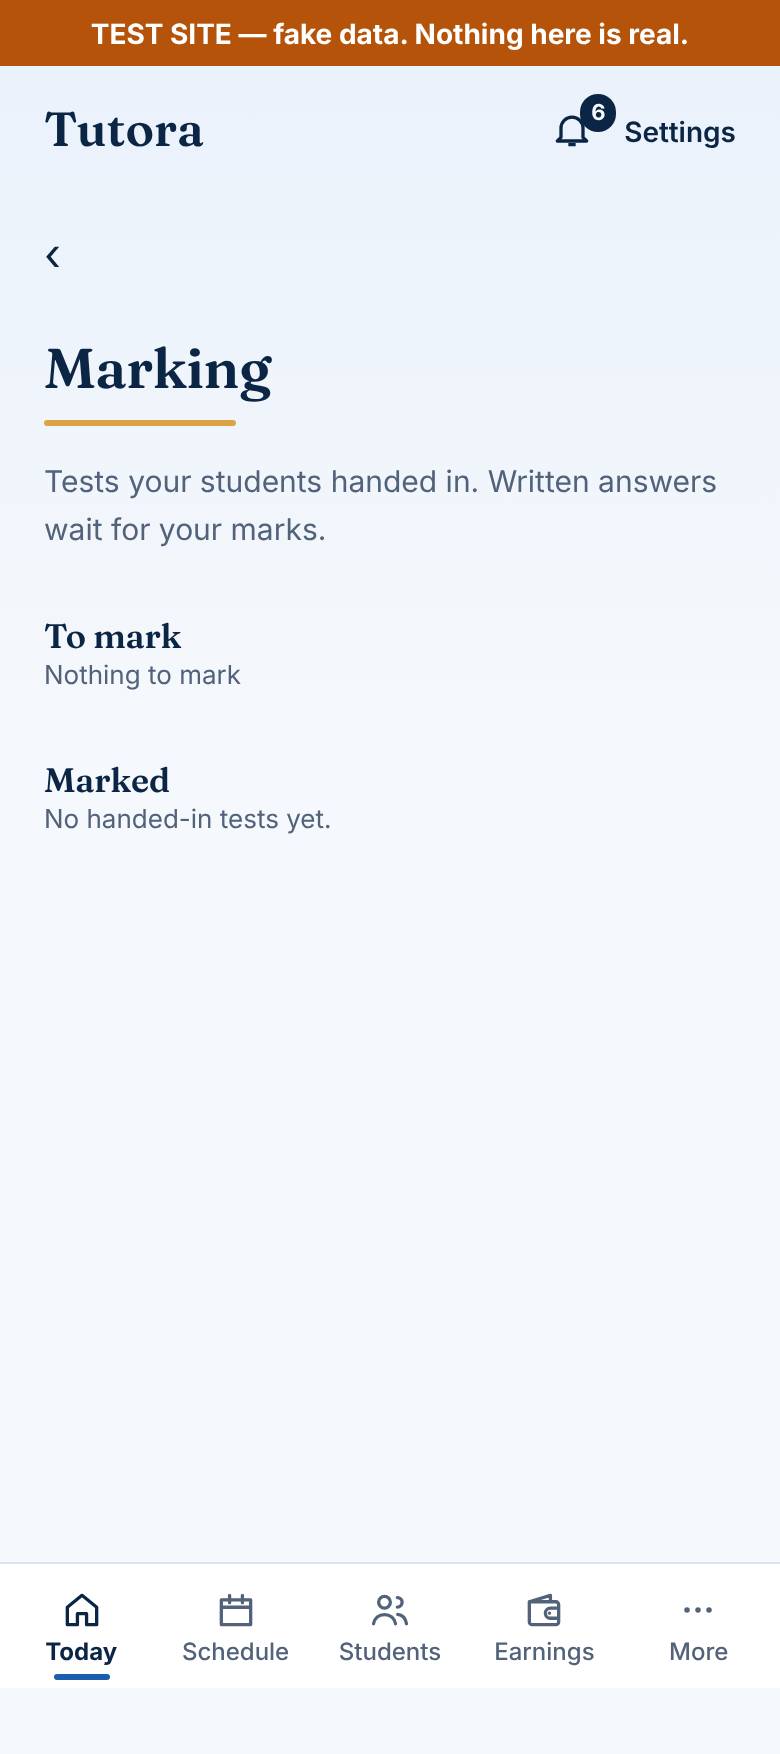 TEST SITE — fake data. Nothing here is real.
Tutora
6
Settings
Marking
Tests your students handed in. Written answers
wait for your marks.
To mark
Nothing to mark
Marked
No handed-in tests yet.
Today
Schedule
Students
Earnings
More